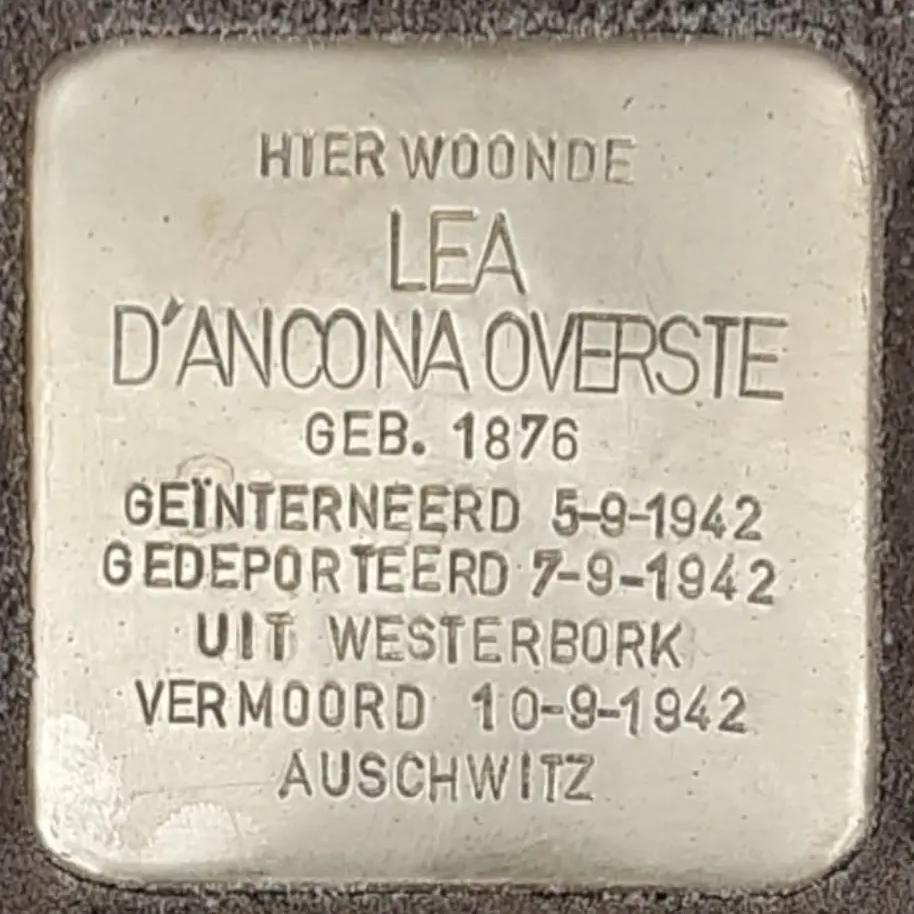 HIER WOONDE
LEA
D'ANCONA OVERSTE
GEB. 1876
GEÏNTERNEERD 5-9-1942
GEDEPORTEERD 7-9-1942
UIT WESTERBORK
VERMOORD 10-9-1942
AUSCHWITZ